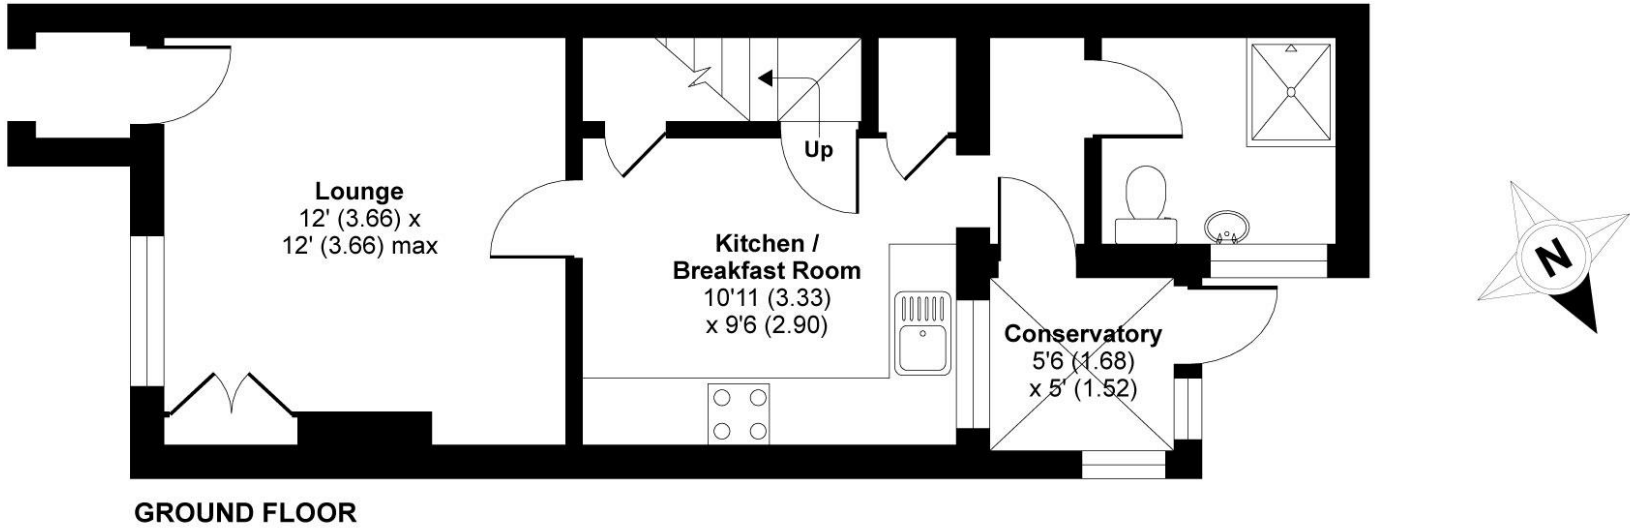 Up
Lounge
12' (3.66) x
12' (3.66) max
Kitchen /
Breakfast Room
10'11 (3.33)
x 9'6 (2.90)
Conservatory
5'6 (1.68)
x 5' (1.52)
N
GROUND FLOOR